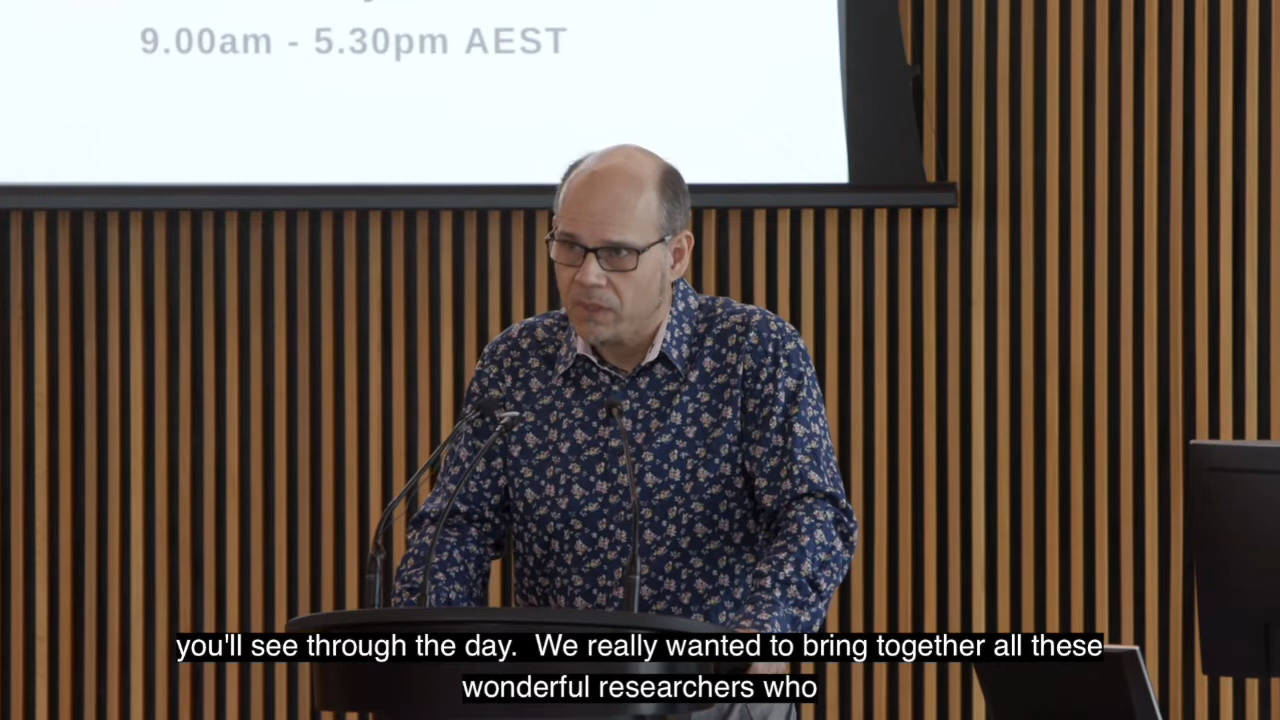 9.00am - 5.30pm AEST
you'll see through the day.  We really wanted to bring together all these
wonderful researchers who